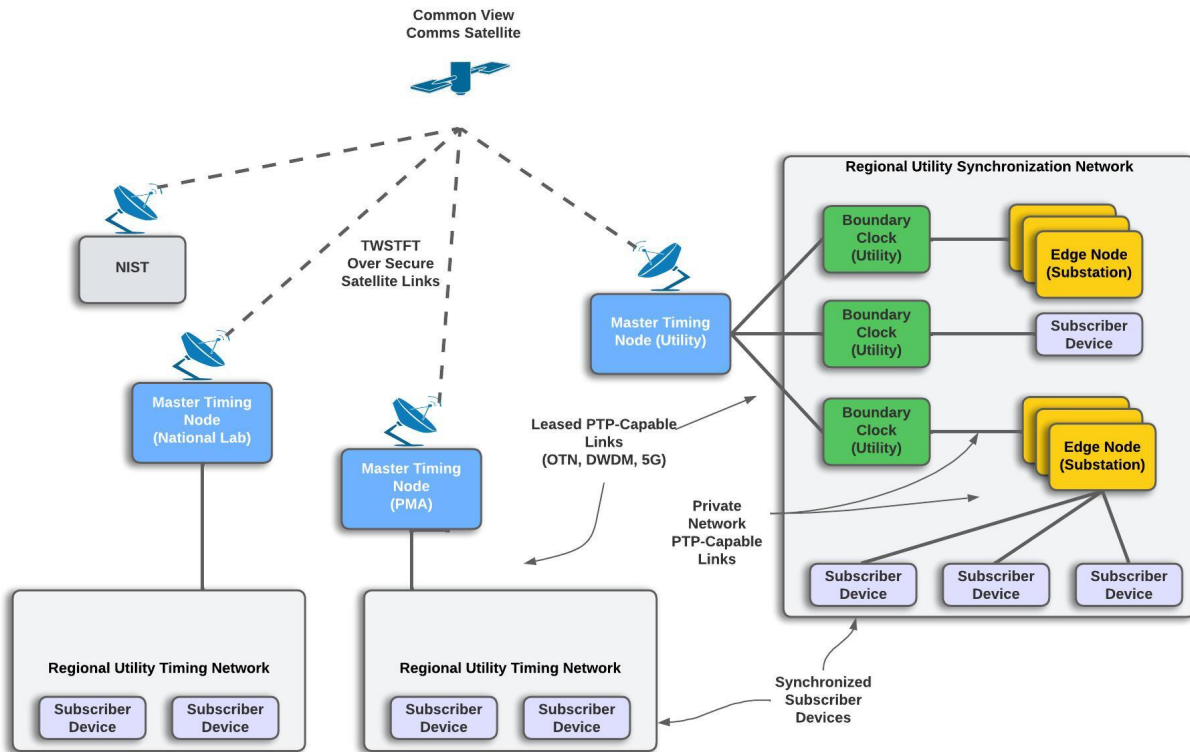 Common View
Comms Satellite
Regional Utility Synchronization Network
NIST
TWSTFT
Over Secure
Satellite Links
Boundary
Clock
(Utility)
Edge Node
(Substation)
Master Timing
Node (Utility)
Boundary
Clock
(Utility)
Subscriber
Device
Master Timing
Node
(National Lab)
Leased PTP-Capable
Links
(OTN, DWDM, 5G)
Boundary
Clock
(Utility)
Edge Node
(Substation)
Master Timing
Node
(PMA)
Private
Network
PTP-Capable
Links
Subscriber
Device
Subscriber
Device
Subscriber
Device
Regional Utility Timing Network
Subscriber
Device
Subscriber
Device
Regional Utility Timing Network
Subscriber
Device
Subscriber
Device
Synchronized
Subscriber
Devices